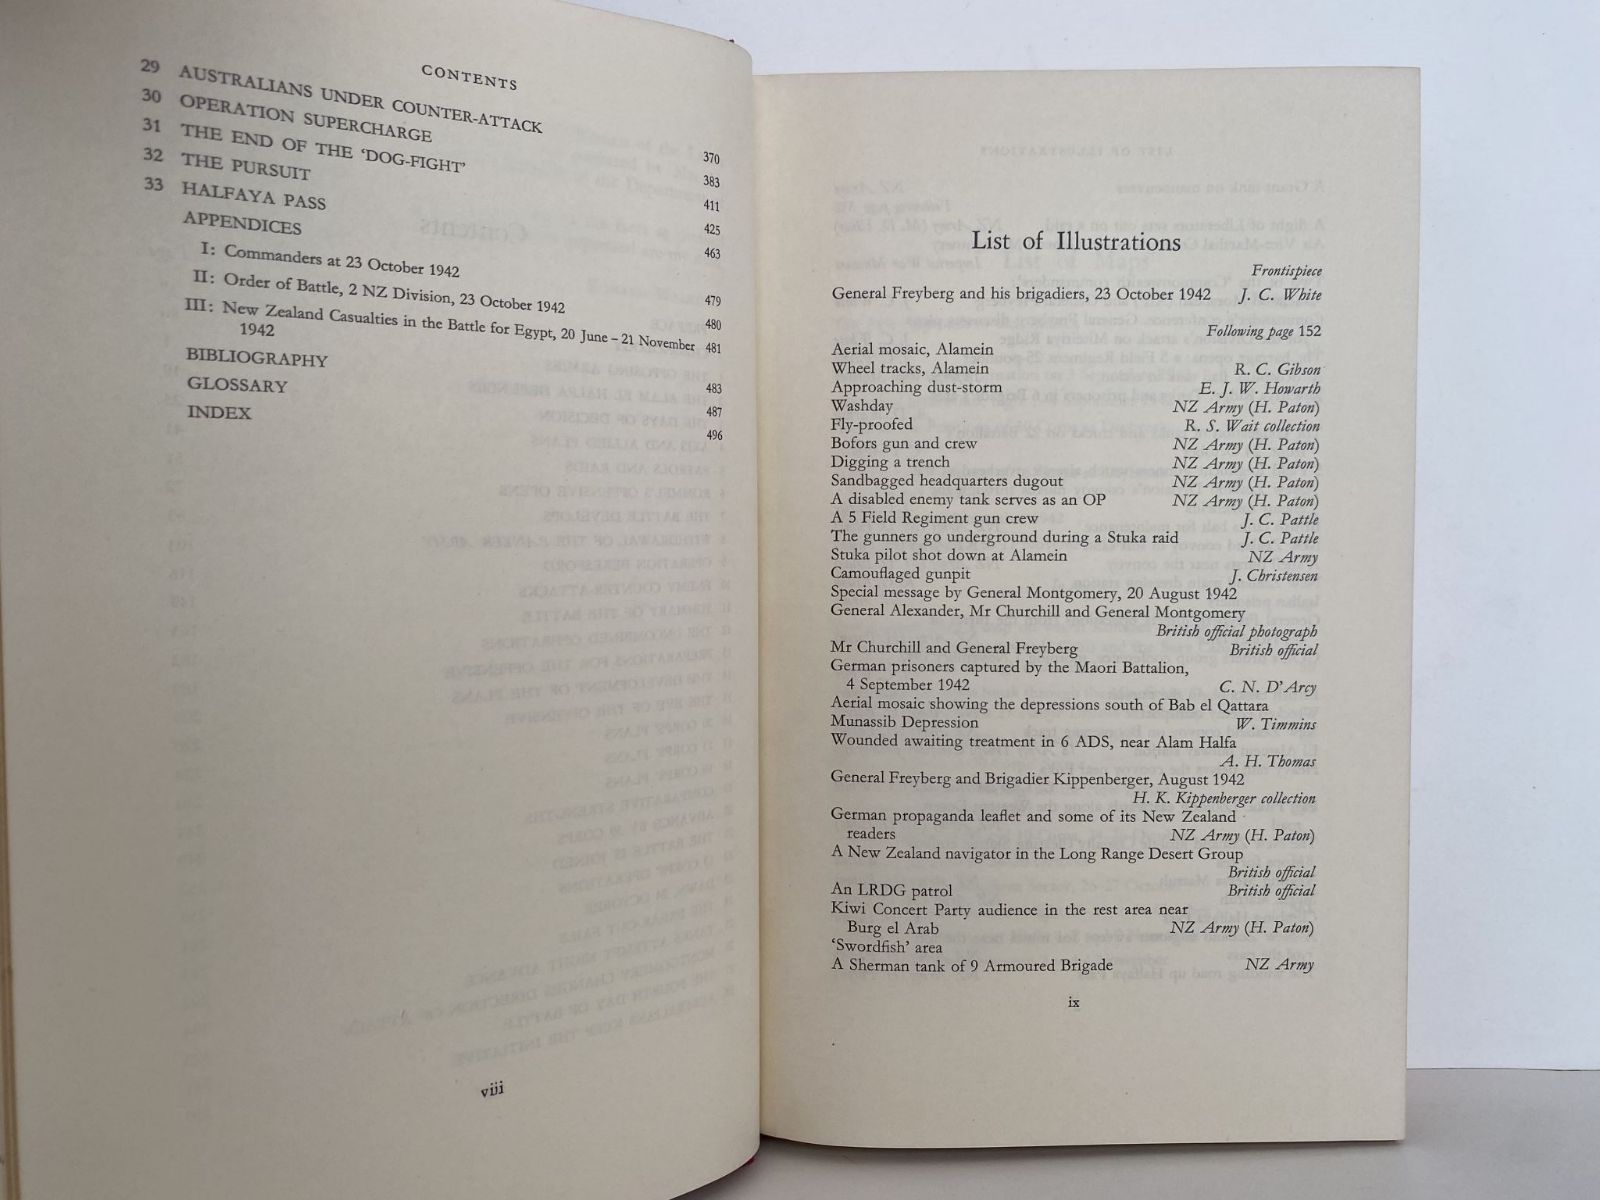 CONTENTS
29 AUSTRALIANS UNDER COUNTER-ATTACK 370
30 OPERATION SUPERCHARGE 383
31 THE END OF THE ‘DOG-FIGHT’ 411
32 THE PURSUIT 425
33 HALFAYA PASS 463
APPENDICES
I: Commanders at 23 October 1942 479
II: Order of Battle, 2 NZ Division, 23 October 1942 480
III: New Zealand Casualties in the Battle for Egypt, 20 June – 21 November
1942 481
BIBLIOGRAPHY 483
GLOSSARY 487
INDEX 496
viii
List of Illustrations
Frontispiece
General Freyberg and his brigadiers, 23 October 1942 J. C. White
Following page 152
Aerial mosaic, Alamein
Wheel tracks, Alamein R. C. Gibson
Approaching dust-storm E. J. W. Howarth
Washday NZ Army (H. Paton)
Fly-proofed R. S. Wait collection
Bofors gun and crew NZ Army (H. Paton)
Digging a trench NZ Army (H. Paton)
Sandbagged headquarters dugout NZ Army (H. Paton)
A disabled enemy tank serves as an OP NZ Army (H. Paton)
A 5 Field Regiment gun crew J. C. Pattle
The gunners go underground during a Stuka raid J. C. Pattle
Stuka pilot shot down at Alamein NZ Army
Camouflaged gunpit J. Christensen
Special message by General Montgomery, 20 August 1942
General Alexander, Mr Churchill and General Montgomery
British official photograph
Mr Churchill and General Freyberg British official
German prisoners captured by the Maori Battalion,
4 September 1942 C. N. D'Arcy
Aerial mosaic showing the depressions south of Bab el Qattara
Munassib Depression W. Timmins
Wounded awaiting treatment in 6 ADS, near Alam Halfa
A. H. Thomas
General Freyberg and Brigadier Kippenberger, August 1942
H. K. Kippenberger collection
German propaganda leaflet and some of its New Zealand
readers NZ Army (H. Paton)
A New Zealand navigator in the Long Range Desert Group
British official
An LRDG patrol British official
Kiwi Concert Party audience in the rest area near
Burg el Arab NZ Army (H. Paton)
‘Swordfish’ area
A Sherman tank of 9 Armoured Brigade NZ Army
ix